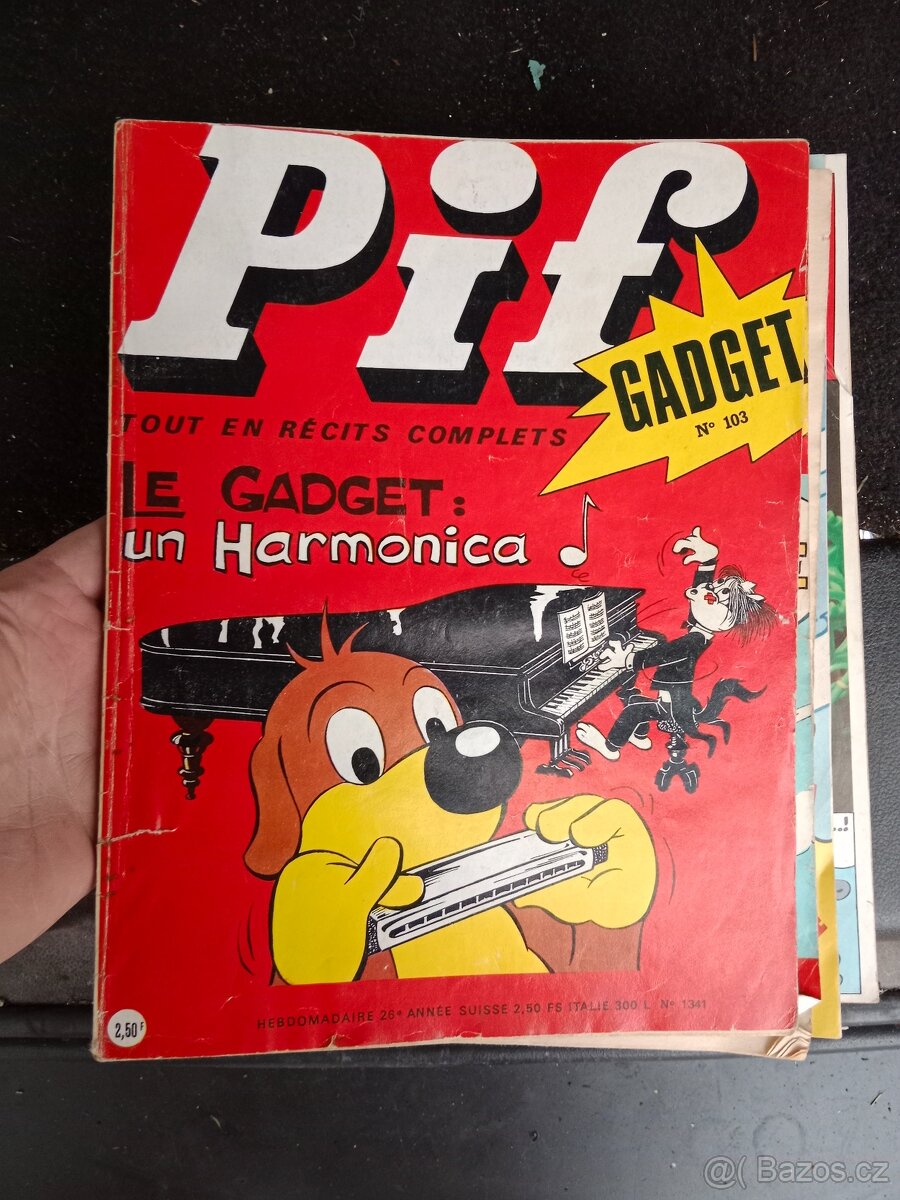 Pif
GADGET
N° 103
TOUT EN RÉCITS COMPLETS
LE GADGET:
un Harmonica
2,50 F
HEBDOMADAIRE 26e ANNÉE SUISSE 2,50 FS ITALIE 300 L N° 1341
@( Bazos.cz